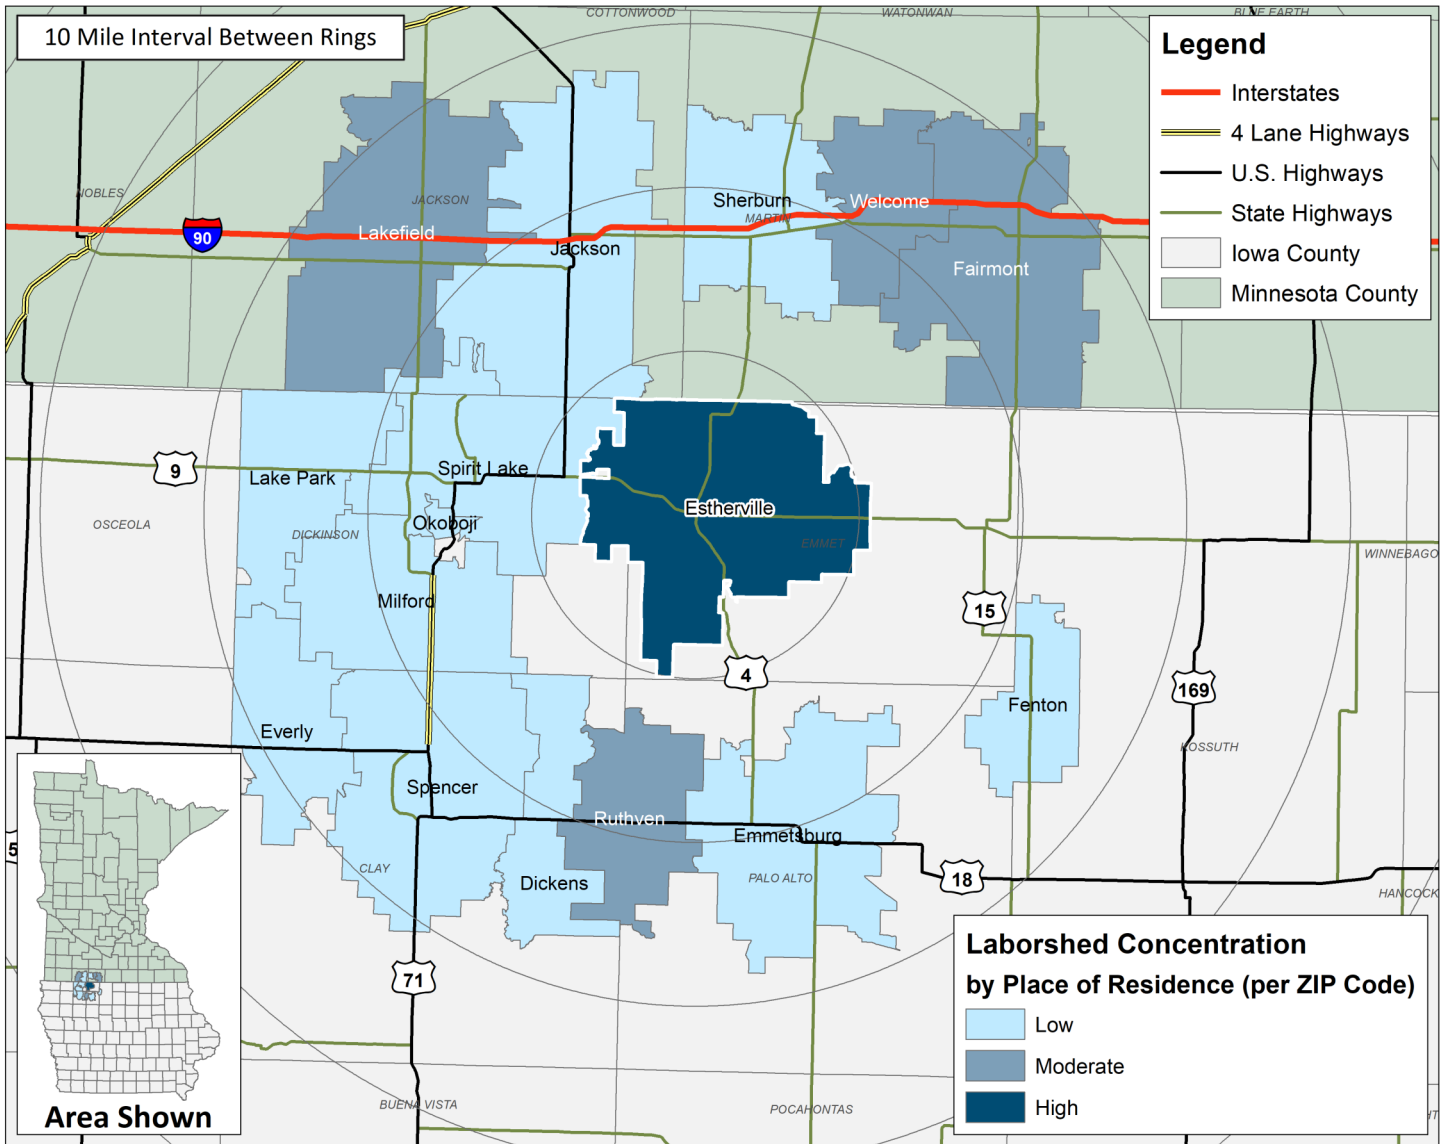 COTTONWOOD
WATONWAN
BLUE EARTH
10 Mile Interval Between Rings
Legend
Interstates
4 Lane Highways
U.S. Highways
State Highways
Iowa County
Minnesota County
NOBLES
JACKSON
Sherburn
Welcome
MARTIN
Lakefield
90
Jackson
Fairmont
9
Lake Park
Spirit Lake
Estherville
OSCEOLA
DICKINSON
Okoboji
EMMET
WINNEBAGO
Milford
15
4
169
Everly
Fenton
KOSSUTH
Spencer
Ruthven
Emmetsburg
5
CLAY
Dickens
PALO ALTO
18
HANCOCK
71
Laborshed Concentration
by Place of Residence (per ZIP Code)
Low
Moderate
High
BUENA VISTA
POCAHONTAS
HT
Area Shown